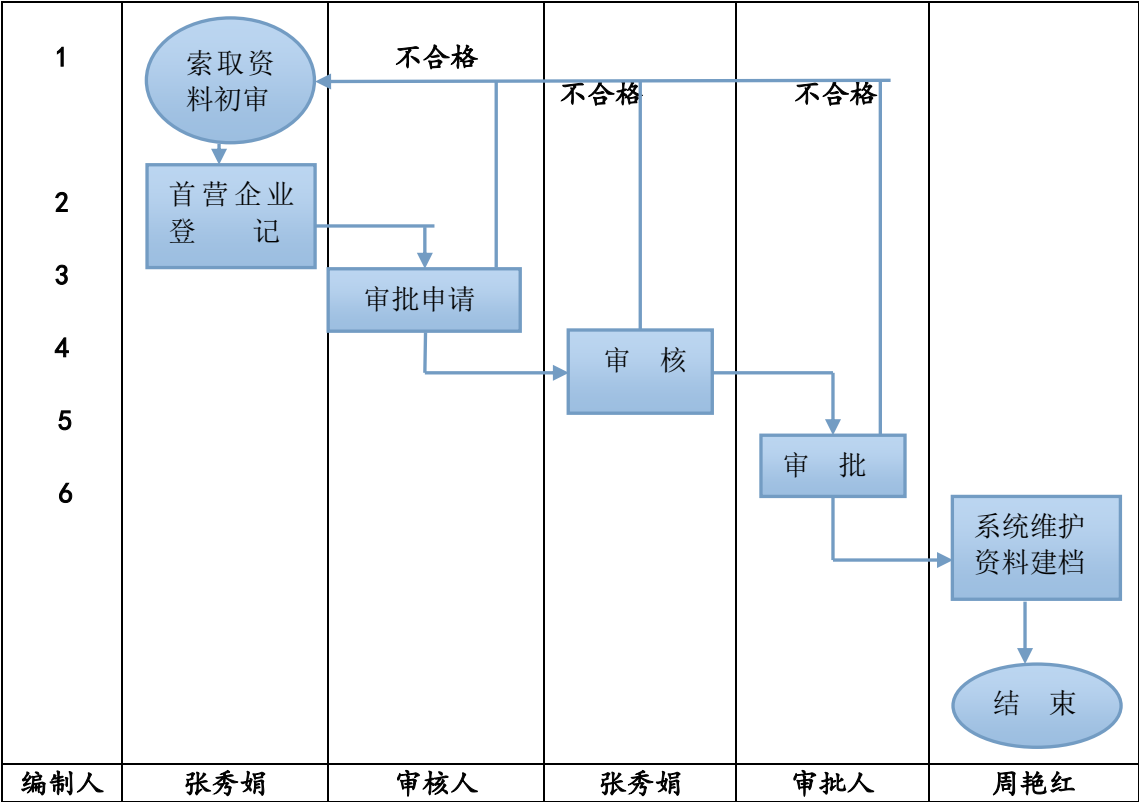 1
索取资
料初审
不合格
不合格
不合格
2
首营企业
登 记
3
审批申请
4
审 核
5
审 批
6
系统维护
资料建档
结 束
编制人 张秀娟 审核人 张秀娟 审批人 周艳红